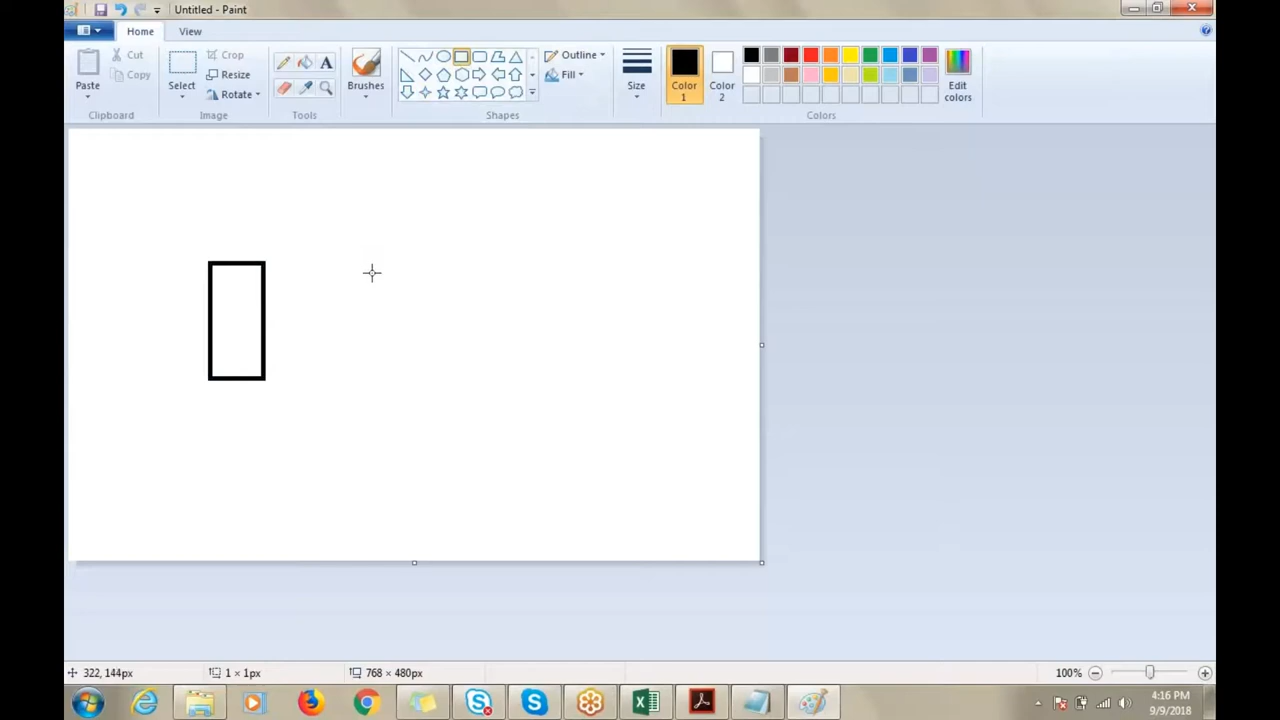 Untitled - Paint
Home View
Cut
Copy
Paste
Clipboard
Select
Crop
Resize
Rotate
Image
A
Tools
Brushes
Outline
Fill
Shapes
Size
Color
1
Color
2
Edit
colors
Colors
322, 144px 1 × 1px 768 × 480px 100%
4:16 PM
9/9/2018